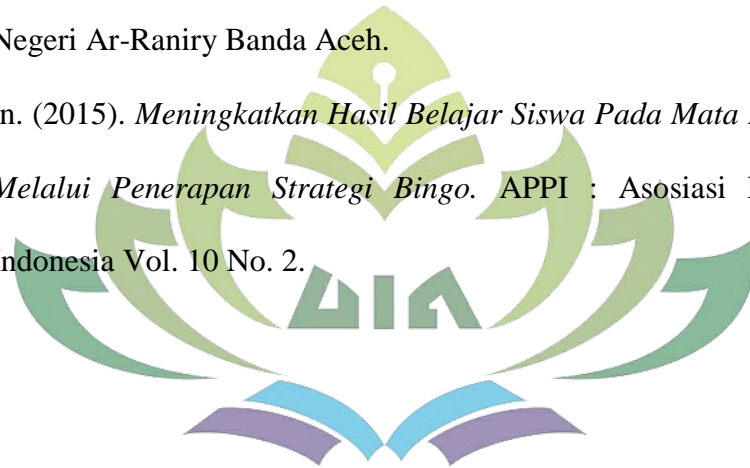 Negeri Ar-Raniry Banda Aceh.
n. (2015). Meningkatkan Hasil Belajar Siswa Pada Mata
Melalui Penerapan Strategi Bingo. APPI : Asosiasi
Indonesia Vol. 10 No. 2.
UIN